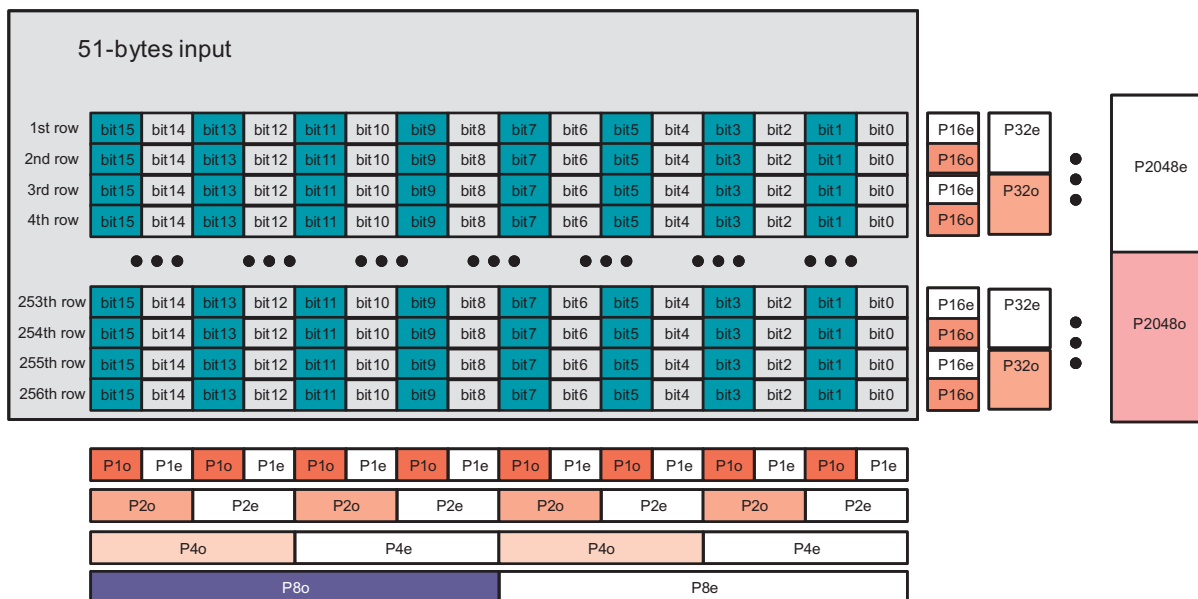 51-bytes input
1st row bit15 bit14 bit13 bit12 bit11 bit10 bit9 bit8 bit7 bit6 bit5 bit4 bit3 bit2 bit1 bit0 P16e P32e
2nd row bit15 bit14 bit13 bit12 bit11 bit10 bit9 bit8 bit7 bit6 bit5 bit4 bit3 bit2 bit1 bit0 P16o
P2048e
3rd row bit15 bit14 bit13 bit12 bit11 bit10 bit9 bit8 bit7 bit6 bit5 bit4 bit3 bit2 bit1 bit0 P16e P32o
4th row bit15 bit14 bit13 bit12 bit11 bit10 bit9 bit8 bit7 bit6 bit5 bit4 bit3 bit2 bit1 bit0 P16o
253th row bit15 bit14 bit13 bit12 bit11 bit10 bit9 bit8 bit7 bit6 bit5 bit4 bit3 bit2 bit1 bit0 P16e P32e
P2048o
254th row bit15 bit14 bit13 bit12 bit11 bit10 bit9 bit8 bit7 bit6 bit5 bit4 bit3 bit2 bit1 bit0 P16o
255th row bit15 bit14 bit13 bit12 bit11 bit10 bit9 bit8 bit7 bit6 bit5 bit4 bit3 bit2 bit1 bit0 P16e P32o
256th row bit15 bit14 bit13 bit12 bit11 bit10 bit9 bit8 bit7 bit6 bit5 bit4 bit3 bit2 bit1 bit0 P16o
P1o P1e P1o P1e P1o P1e P1o P1e P1o P1e P1o P1e P1o P1e P1o P1e
P2o P2e P2o P2e P2o P2e P2o P2e
P4o P4e P4o P4e
P8o P8e